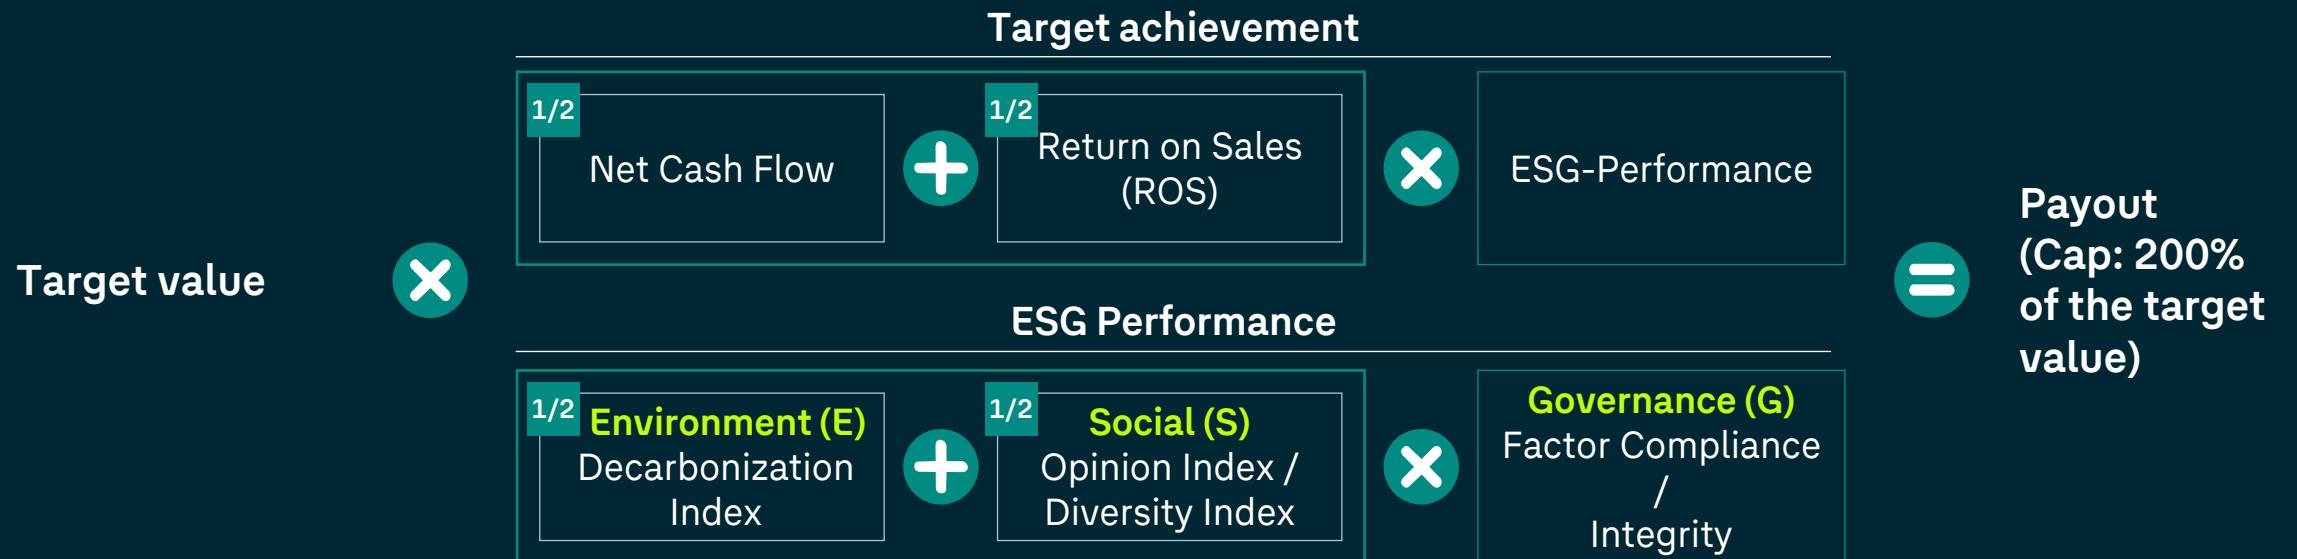 Target achievement
1/2
Net Cash Flow
1/2
Return on Sales
(ROS)
ESG-Performance
Target value
Payout
(Cap: 200%
of the target
value)
ESG Performance
1/2
Environment (E)
Decarbonization
Index
1/2
Social (S)
Opinion Index /
Diversity Index
Governance (G)
Factor Compliance
/
Integrity